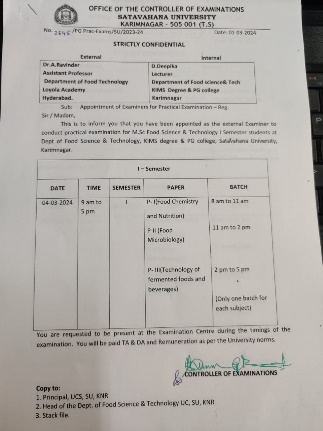 OFFICE OF THE CONTROLLER OF EXAMINATIONS
SATAVAHANA UNIVERSITY
KARIMNAGAR - 505 001 (T.S)
No. 2545/PG Prac-Exams/SU/2023-24 Date: 01-03-2024
STRICTLY CONFIDENTIAL
External Internal
Dr.A.Ravinder D.Deepika
Assistant Professor Lecturer
Department of Food Technology Department of Food science& Tech
Loyola Academy KIMS Degree & PG college
Hyderabad. Karimnagar
Sub: Appointment of Examiners for Practical Examination – Reg.
Sir / Madam,
This is to inform you that you have been appointed as the external Examiner to
conduct practical examination for M.Sc Food Science & Technology I Semester students at
Dept of Food Science & Technology, KIMS degree & PG college, Satavahana University,
Karimnagar.
I – Semester
DATE TIME SEMESTER PAPER BATCH
04-03-2024 9 am to I P- I(Food Chemistry 9 am to 11 am
5 pm and Nutrition)
P-II (Food 11 am to 2 pm
Microbiology)
P- III(Technology of 2 pm to 5 pm
fermented foods and
beverages) (Only one batch for
each subject)
You are requested to be present at the Examination Centre during the timings of the
examination. You will be paid TA & DA and Remuneration as per the University norms.
CONTROLLER OF EXAMINATIONS
Copy to:
1. Principal, UCS, SU, KNR
2. Head of the Dept. of Food Science & Technology UC, SU, KNR
3. Stack file.